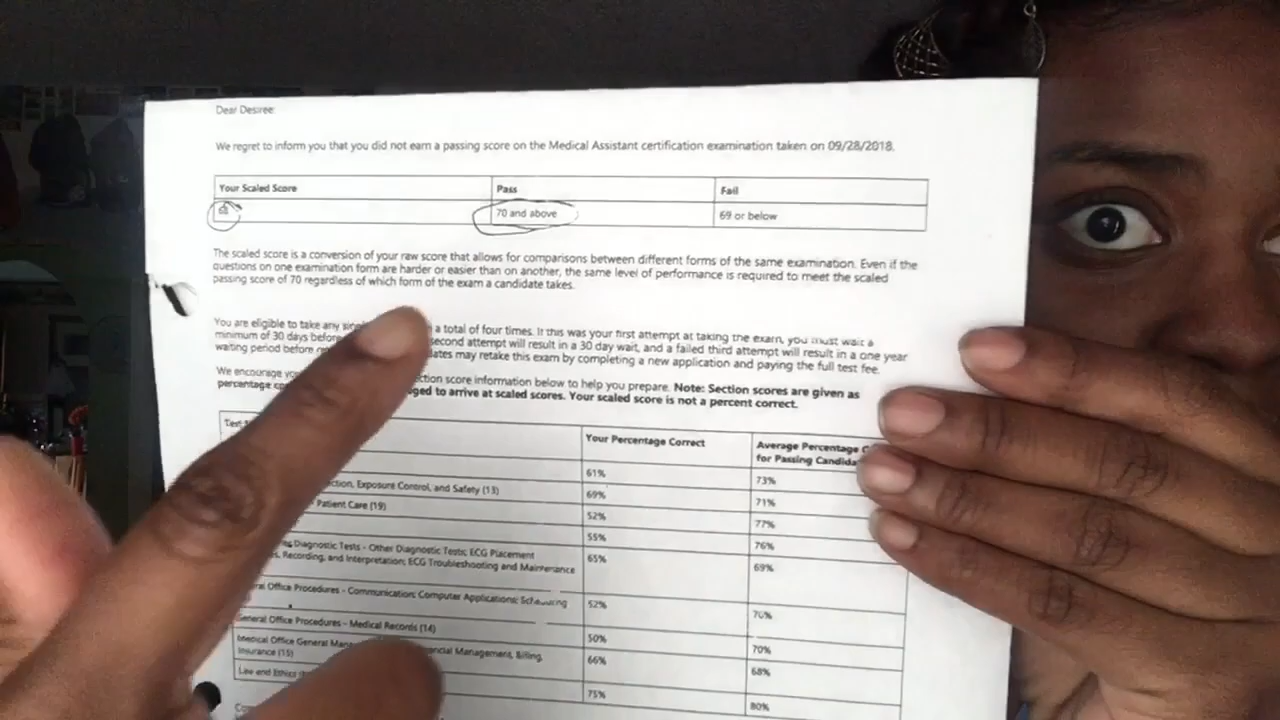 Dear Desiree:
We regret to inform you that you did not earn a passing score on the Medical Assistant certification examination taken on 09/28/2018.
Your Scaled Score Pass Fail
70 and above 69 or below
The scaled score is a conversion of your raw score that allows for comparisons between different forms of the same examination. Even if the
questions on one examination form are harder or easier than on another, the same level of performance is required to meet the scaled
passing score of 70 regardless of which form of the exam a candidate takes.
You are eligible to take any a total of four times. If this was your first attempt at taking the exam, you must wait a
minimum of 30 days before second attempt will result in a 30 day wait, and a failed third attempt will result in a one year
waiting period before may retake this exam by completing a new application and paying the full test fee.
We encourage score information below to help you prepare. Note: Section scores are given as
percentage to arrive at scaled scores. Your scaled score is not a percent correct.
Your Percentage Correct Average Percentage
for Passing
61% 73%
Exposure Control, and Safety (13) 69% 71%
Patient Care (19) 52% 77%
55% 76%
Diagnostic Tests - Other Diagnostic Tests; ECG Placement
Recording, and Interpretation; ECG Troubleshooting and Maintenance 65% 69%
Office Procedures - Communication; Computer Applications; 52%
General Office Procedures - Medical Records (14) 50% 70%
Medical Office General Management, Billing,
Insurance (15) 66% 68%
Law and Ethics 75% 80%